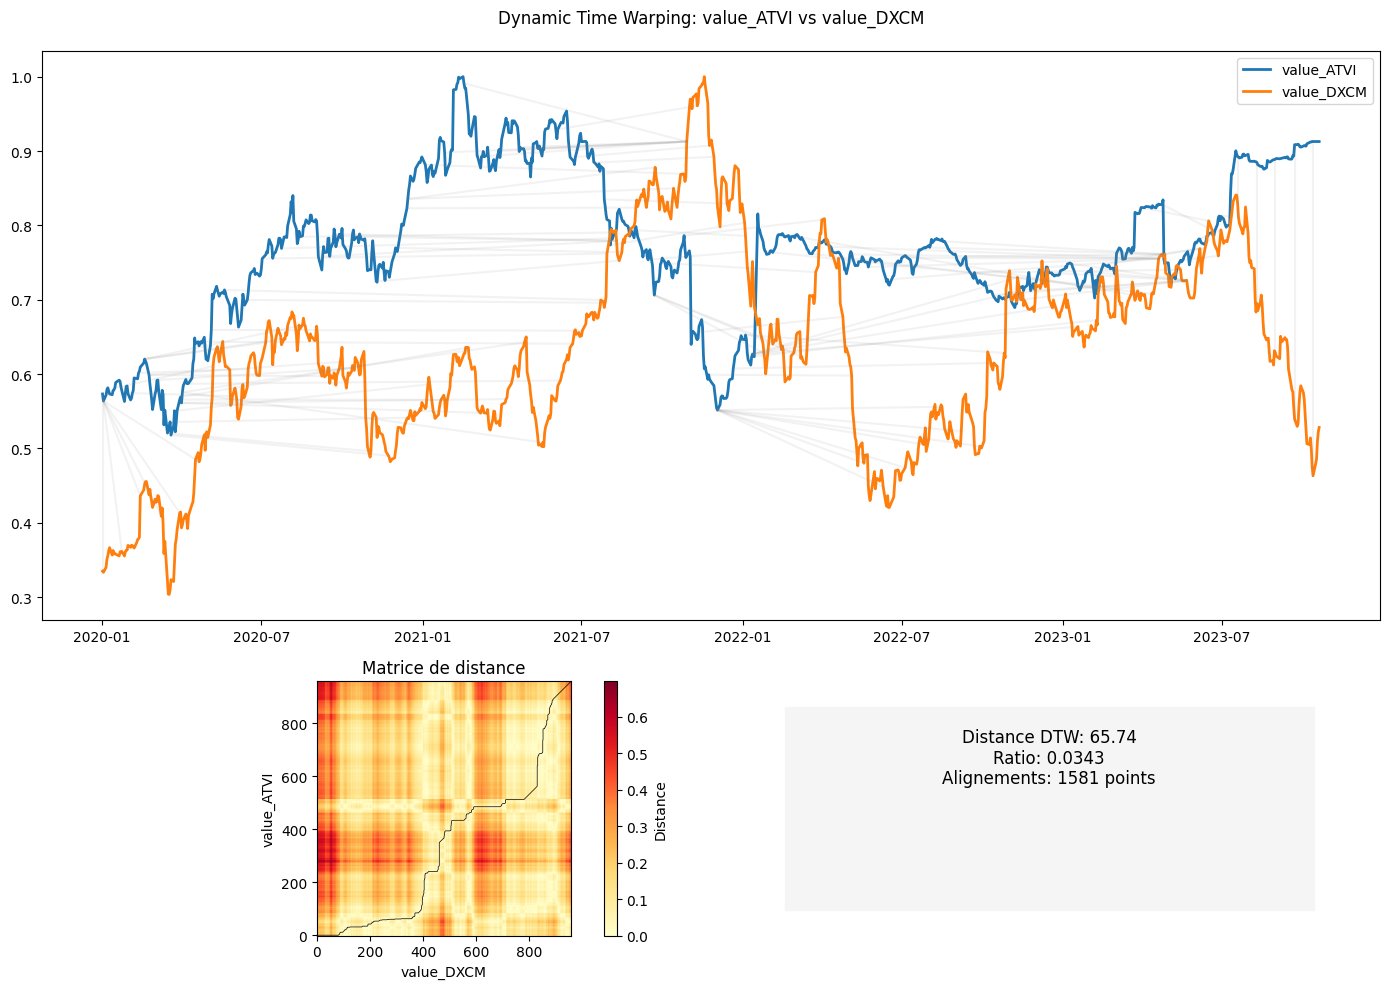 Dynamic Time Warping: value_ATVI vs value_DXCM
value_ATVI
value_DXCM
1.0
0.9
0.8
0.7
0.6
0.5
0.4
0.3
2020-01 2020-07 2021-01 2021-07 2022-01 2022-07 2023-01 2023-07
Matrice de distance
value_ATVI
800
600
400
200
0
0 200 400 600 800
value_DXCM
0.6
0.5
0.4
0.3
0.2
0.1
0.0
Distance
Distance DTW: 65.74
Ratio: 0.0343
Alignements: 1581 points